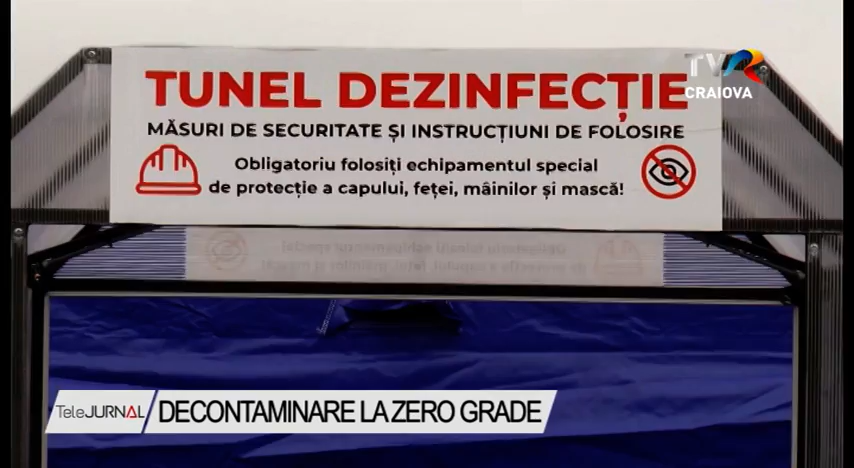 TUNEL DEZINFECȚIE
MĂSURI DE SECURITATE ȘI INSTRUCȚIUNI DE FOLOSIRE
Obligatoriu folosiți echipamentul special
de protecție a capului, feței, mâinilor și mască!
TVR
CRAIOVA
TeleJURNAL
DECONTAMINARE LA ZERO GRADE